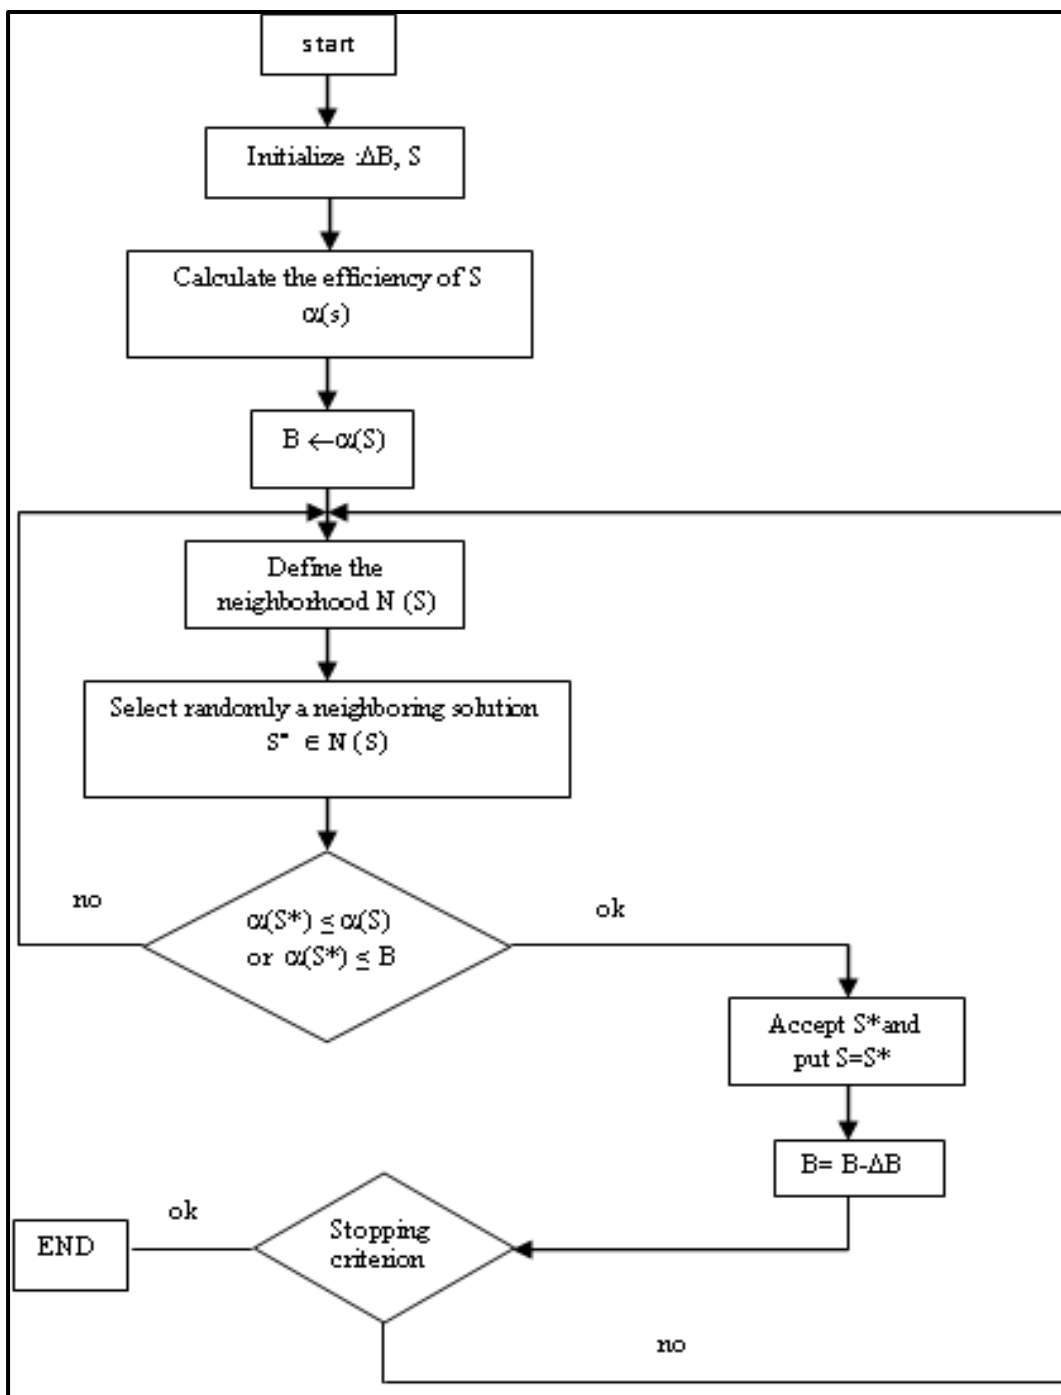 start
Initialize :ΔB, S
Calculate the efficiency of S
α(s)
B ←α(S)
Define the
neighborhood N (S)
Select randomly a neighboring solution
S* ∈ N (S)
no
α(S*) ≤ α(S)
or α(S*) ≤ B
ok
Accept S*and
put S=S*
B= B-ΔB
ok
Stopping
criterion
END
no